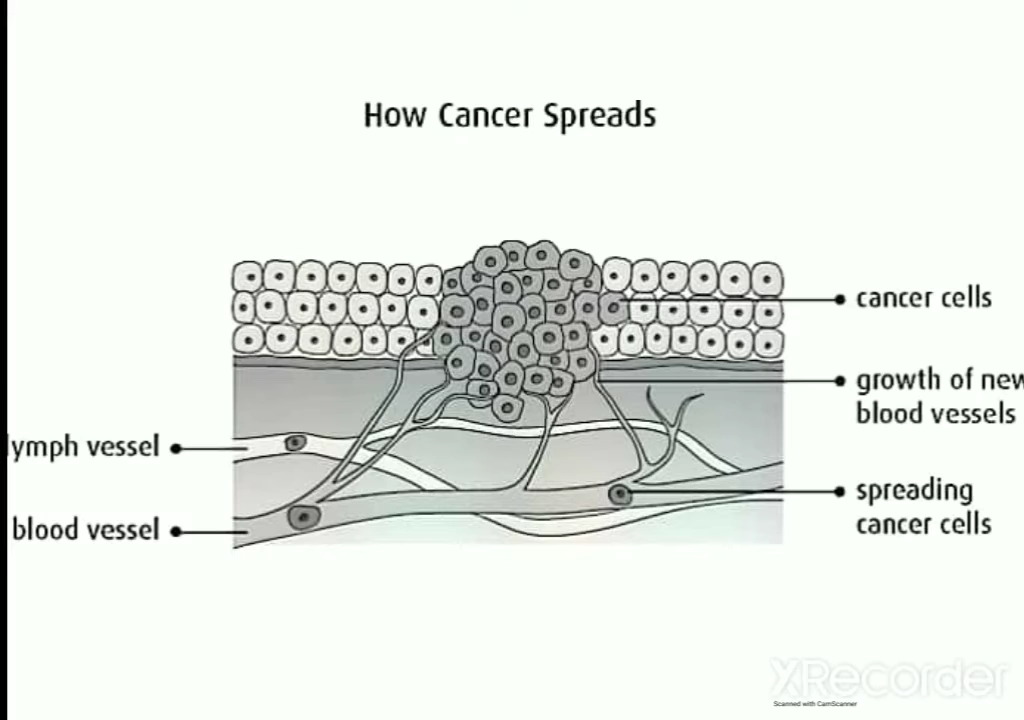 How Cancer Spreads
cancer cells
growth of new
blood vessels
lymph vessel
spreading
cancer cells
blood vessel
XRecorder
Scanned with CamScanner